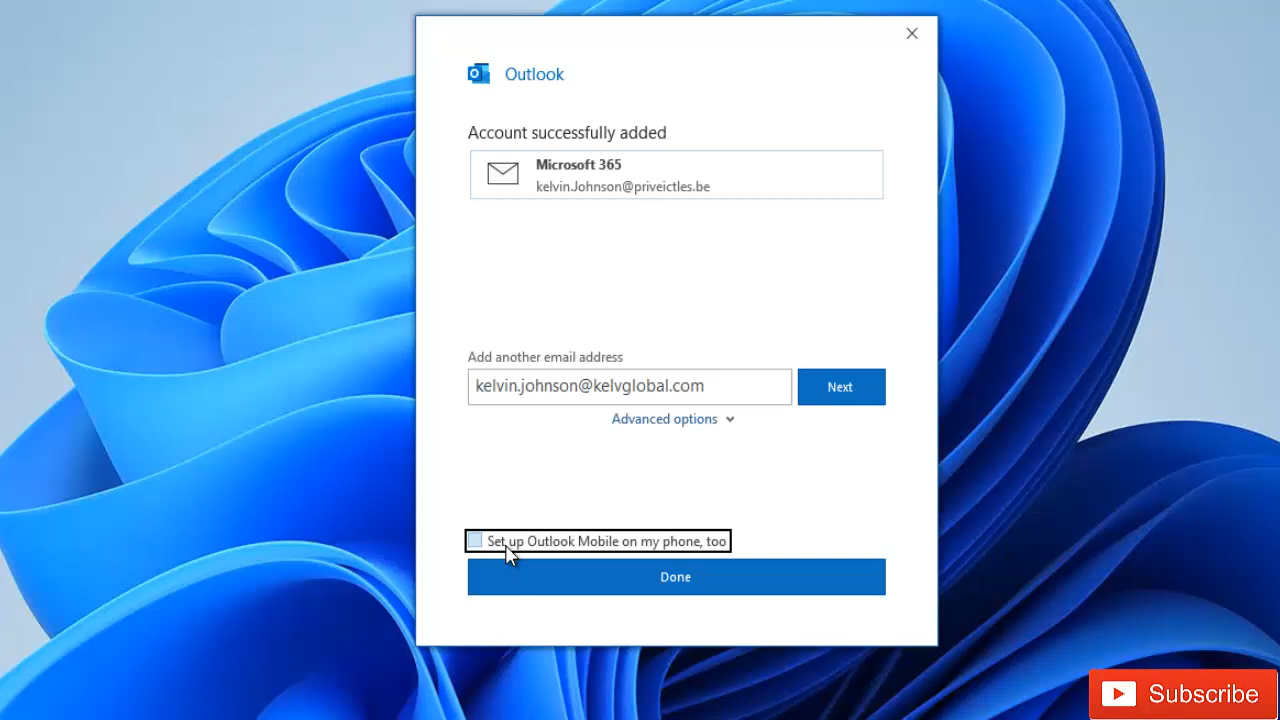 Outlook
Account successfully added
Microsoft 365
kelvin.Johnson@priveictles.be
Add another email address
kelvin.johnson@kelvglobal.com
Next
Advanced options
Set up Outlook Mobile on my phone, too
Done
Subscribe